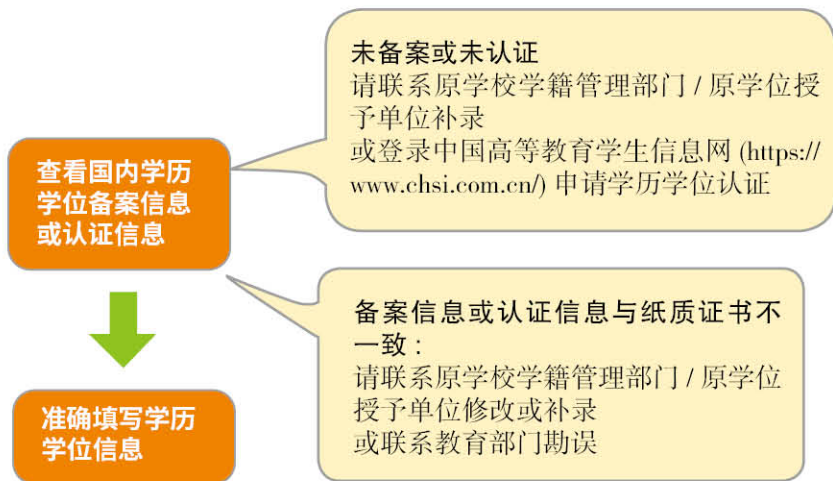 未备案或未认证
请联系原学校学籍管理部门 / 原学位授
予单位补录
或登录中国高等教育学生信息网 (https://
www.chsi.com.cn/) 申请学历学位认证
查看国内学历
学位备案信息
或认证信息
备案信息或认证信息与纸质证书不
一致：
请联系原学校学籍管理部门 / 原学位
授予单位修改或补录
或联系教育部门勘误
准确填写学历
学位信息